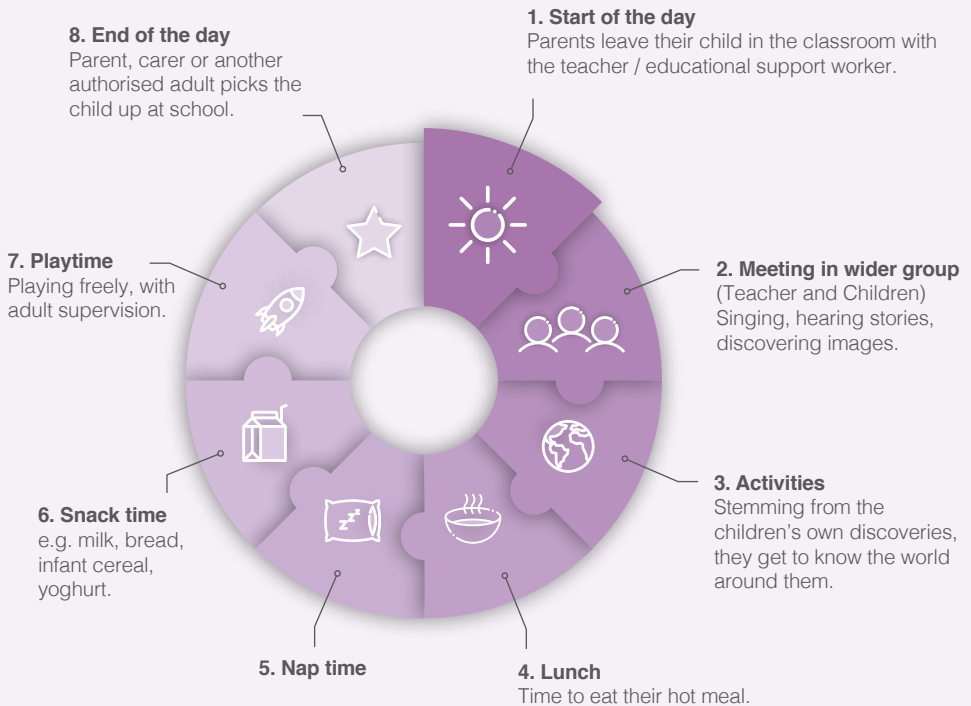 1. Start of the day
Parents leave their child in the classroom with
the teacher / educational support worker.
2. Meeting in wider group
(Teacher and Children)
Singing, hearing stories,
discovering images.
3. Activities
Stemming from the
children's own discoveries,
they get to know the world
around them.
4. Lunch
Time to eat their hot meal.
5. Nap time
zzz
6. Snack time
e.g. milk, bread,
infant cereal,
yoghurt.
7. Playtime
Playing freely, with
adult supervision.
8. End of the day
Parent, carer or another
authorised adult picks the
child up at school.